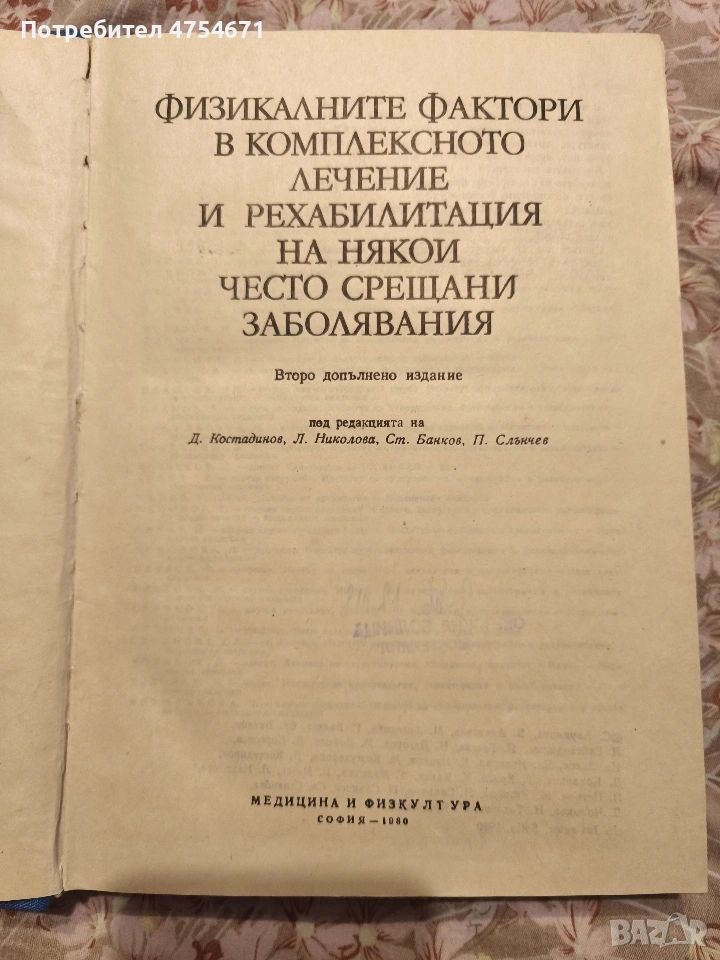 Потребител 4754671
ФИЗИКАЛНИТЕ ФАКТОРИ
В КОМПЛЕКСНОТО
ЛЕЧЕНИЕ
И РЕХАБИЛИТАЦИЯ
НА НЯКОИ
ЧЕСТО СРЕЩАНИ
ЗАБОЛЯВАНИЯ
Второ допълнено издание
под редакцията на
Д. Костадинов, Л. Николова, Ст. Банков, П. Слънчев
МЕДИЦИНА И ФИЗКУЛТУРА
СОФИЯ — 1980
BAZAR